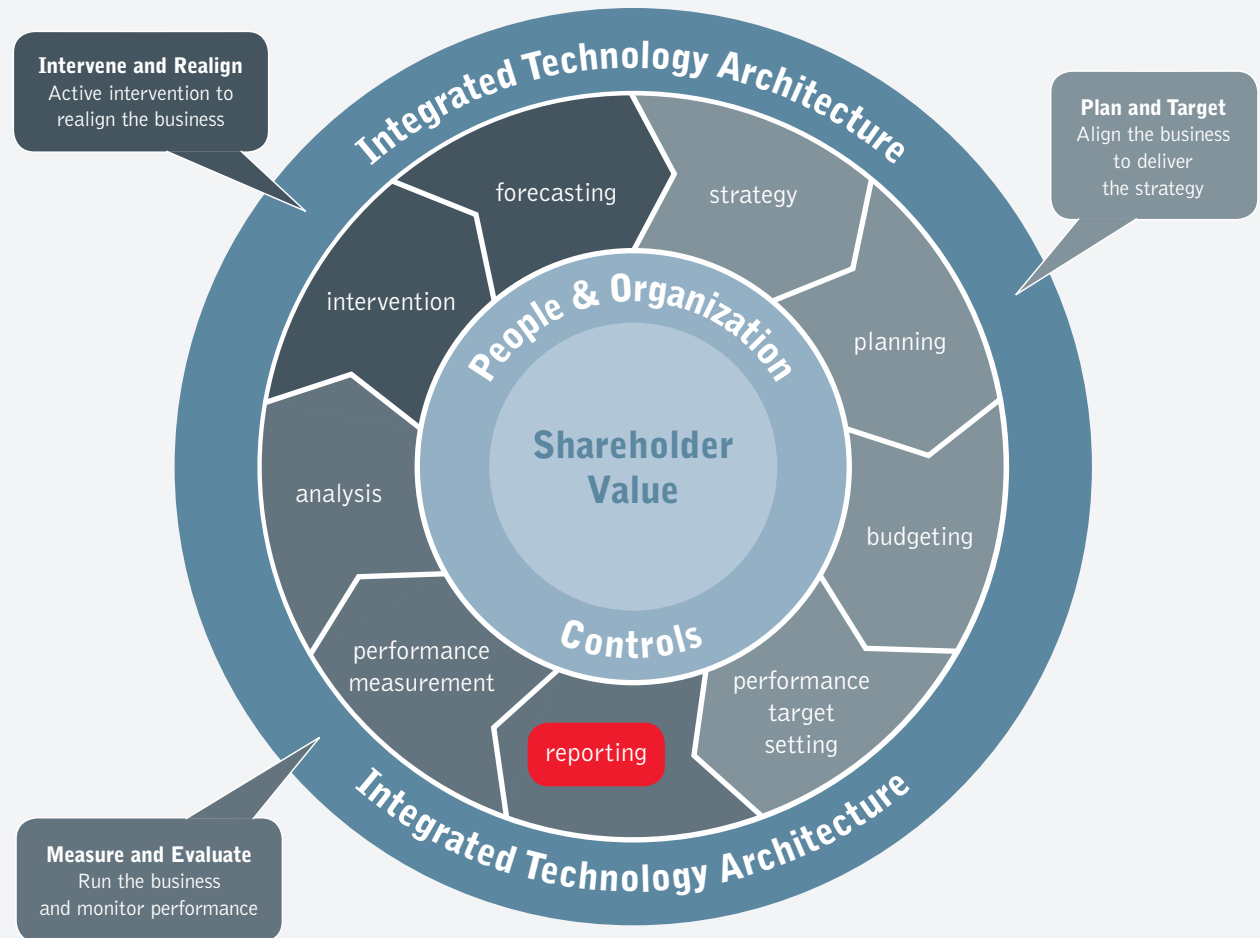 Integrated Technology Architecture
Intervene and Realign
Active intervention to
realign the business
Plan and Target
Align the business
to deliver
the strategy
forecasting
strategy
intervention
planning
People & Organization
Shareholder
Value
analysis
budgeting
Controls
performance
measurement
performance
target
setting
reporting
Integrated Technology Architecture
Measure and Evaluate
Run the business
and monitor performance